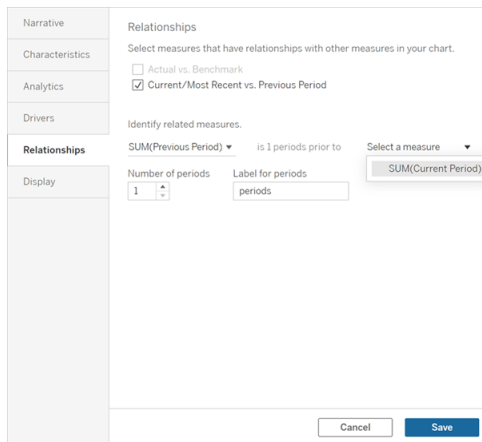 Narrative
Characteristics
Analytics
Drivers
Relationships
Display
Relationships
Select measures that have relationships with other measures in your chart.
Actual vs. Benchmark
Current/Most Recent vs. Previous Period
Identify related measures.
SUM(Previous Period) is 1 periods prior to Select a measure
SUM(Current Period)
Number of periods Label for periods
1 periods
Cancel Save